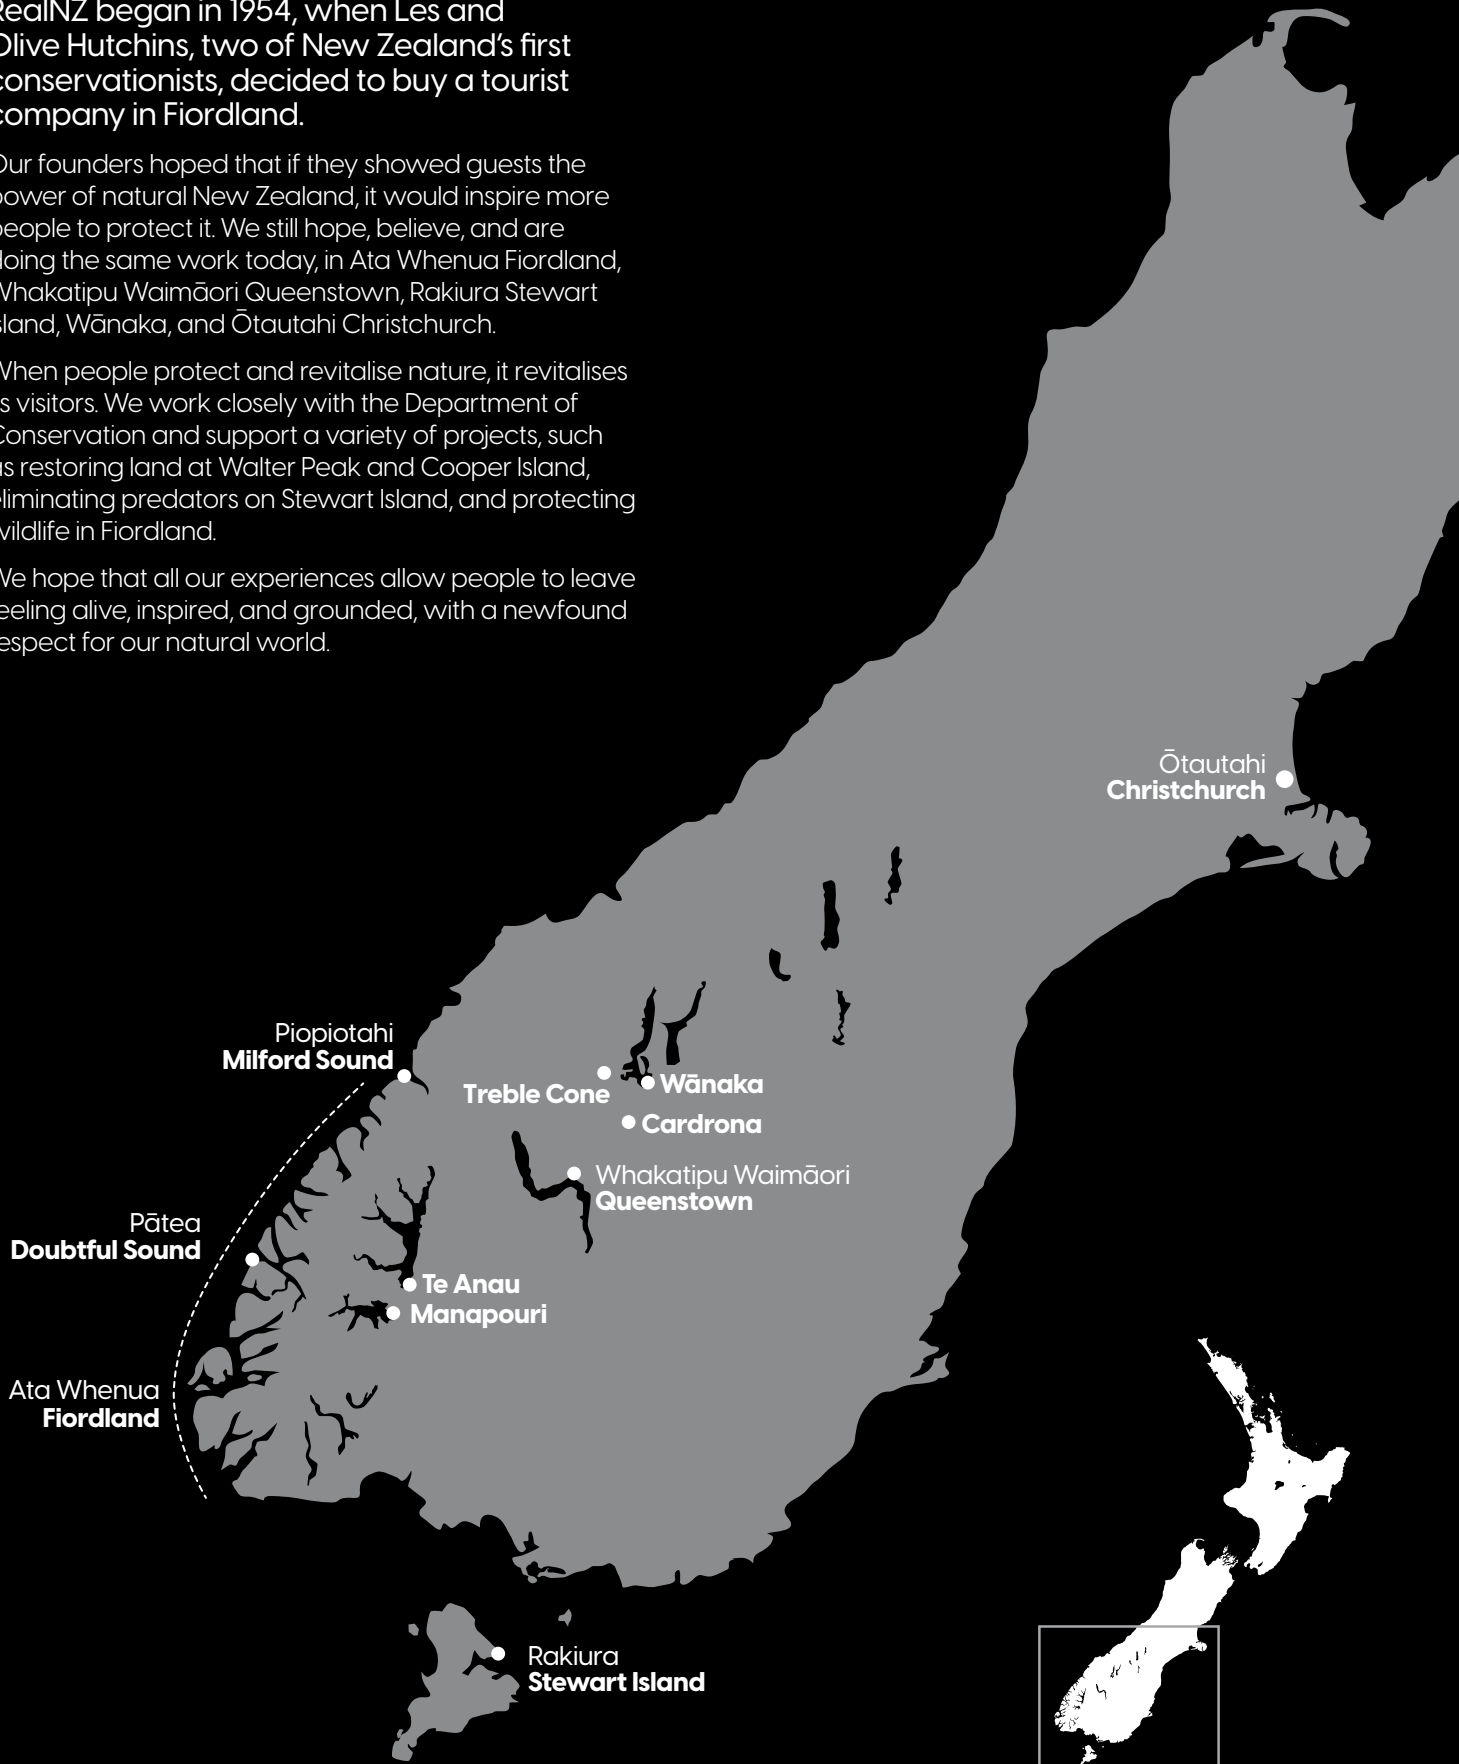 RealNZ began in 1954, when Les and
Olive Hutchins, two of New Zealand's first
conservationists, decided to buy a tourist
company in Fiordland.
Our founders hoped that if they showed guests the
power of natural New Zealand, it would inspire more
people to protect it. We still hope, believe, and are
doing the same work today, in Ata Whenua Fiordland,
Whakatipu Waimāori Queenstown, Rakiura Stewart
Island, Wānaka, and Ōtautahi Christchurch.
When people protect and revitalise nature, it revitalises
its visitors. We work closely with the Department of
Conservation and support a variety of projects, such
as restoring land at Walter Peak and Cooper Island,
eliminating predators on Stewart Island, and protecting
wildlife in Fiordland.
We hope that all our experiences allow people to leave
feeling alive, inspired, and grounded, with a newfound
respect for our natural world.
Ōtautahi
Christchurch
Piopiotahi
Milford Sound
Treble Cone
Wānaka
Cardrona
Whakatipu Waimāori
Queenstown
Pātea
Doubtful Sound
Te Anau
Manapouri
Ata Whenua
Fiordland
Rakiura
Stewart Island